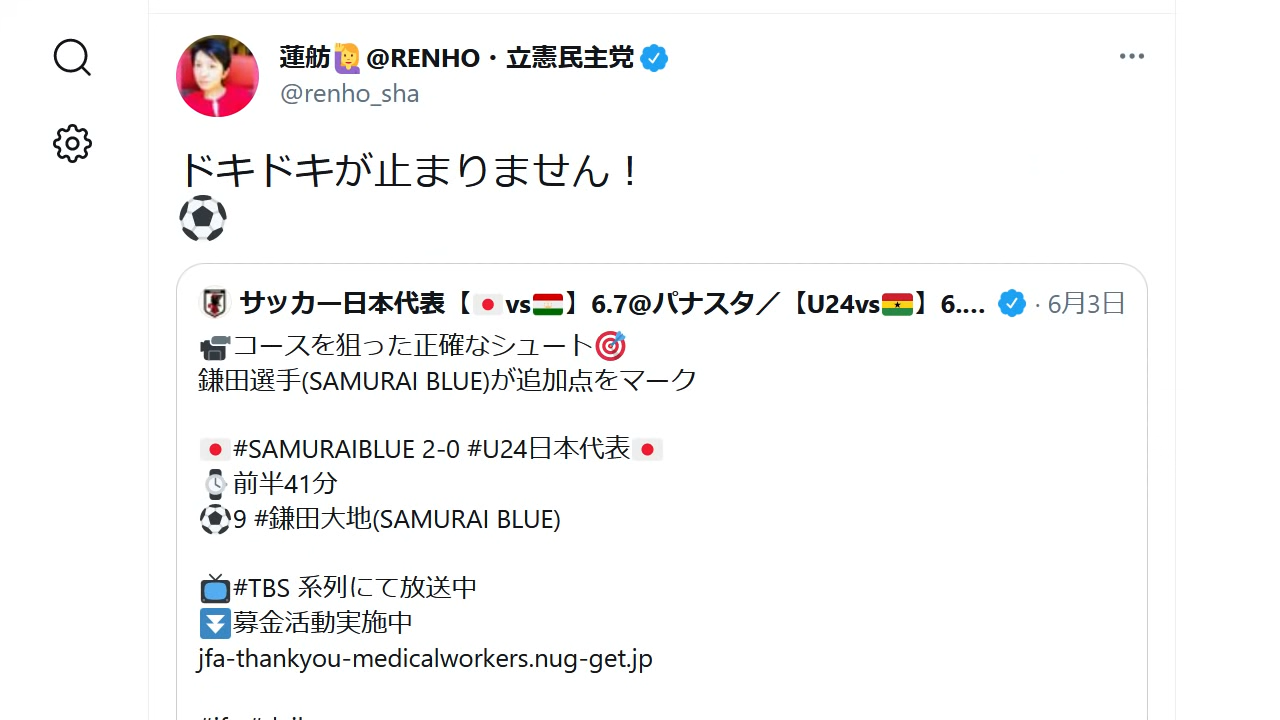 蓮舫🙋@RENHO・立憲民主党
@renho_sha
ドキドキが止まりません！
⚽
サッカー日本代表【🇯🇵vs🇹🇯】6.7@パナスタ／【U24vs🇬🇭】6.... · 6月3日
🎥コースを狙った正確なシュート🎯
鎌田選手(SAMURAI BLUE)が追加点をマーク
🇯🇵#SAMURAIBLUE 2-0 #U24日本代表🇯🇵
⌚前半41分
⚽9 #鎌田大地(SAMURAI BLUE)
📺#TBS 系列にて放送中
⏬募金活動実施中
jfa-thankyou-medicalworkers.nug-get.jp